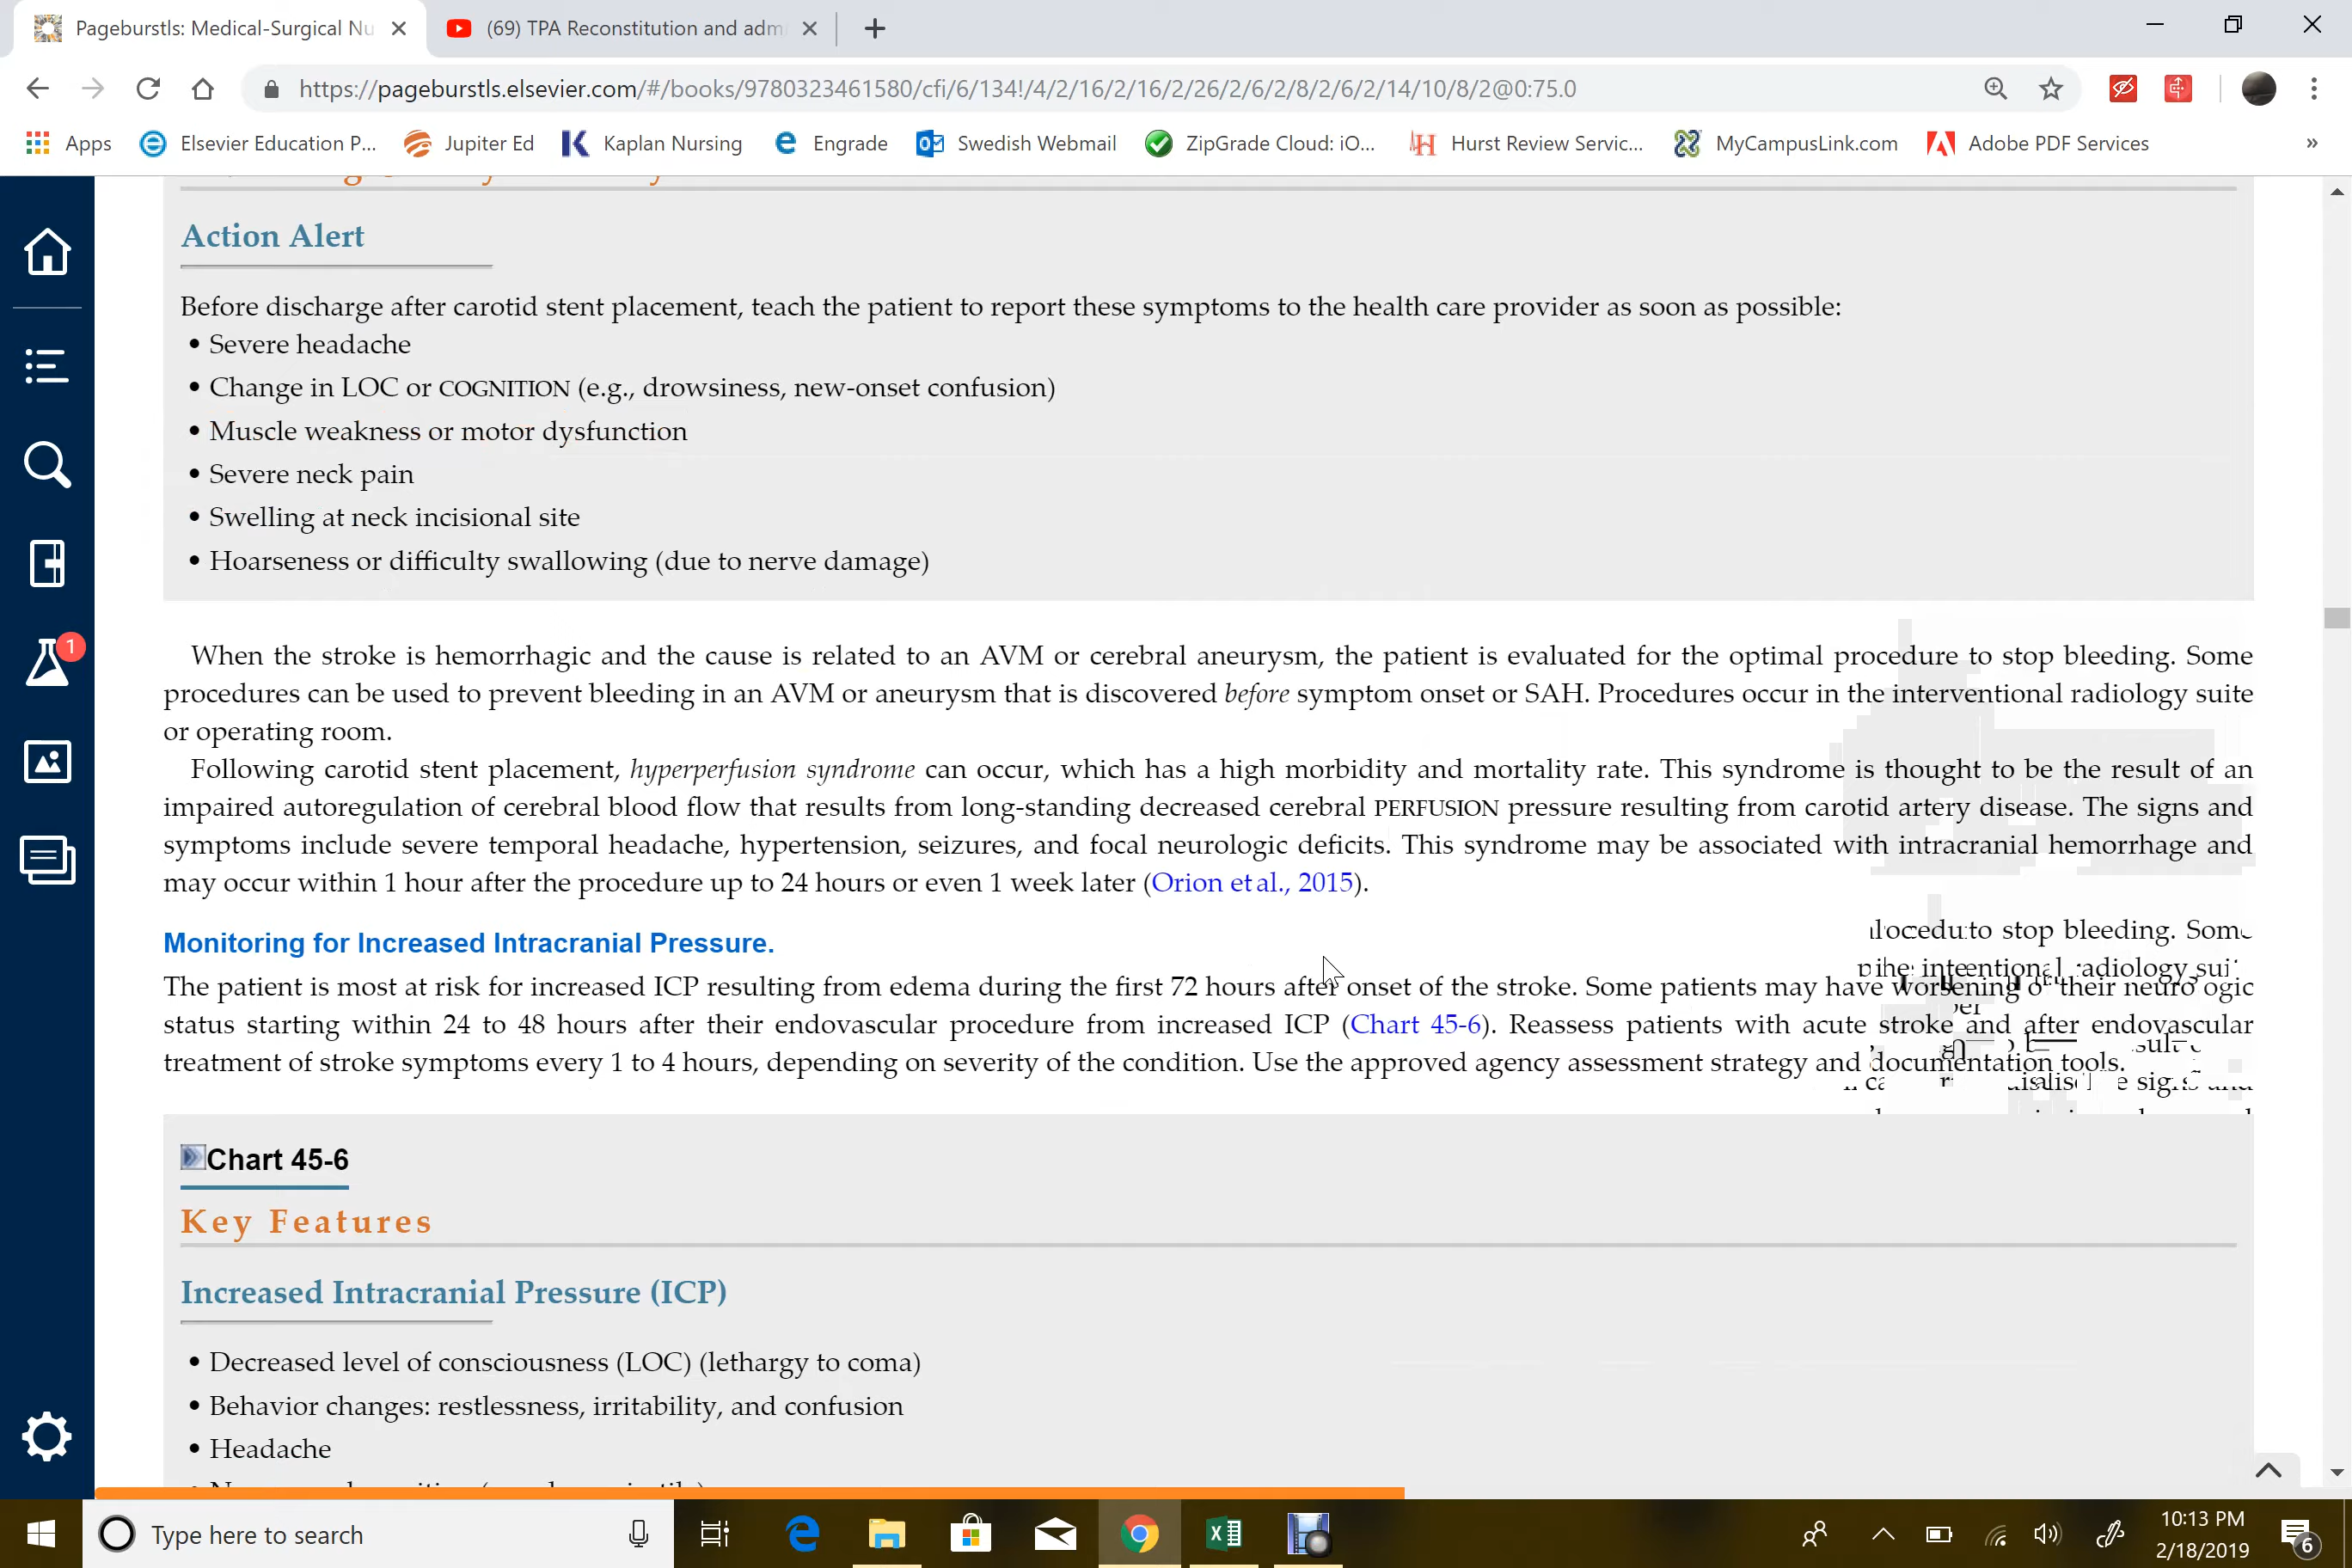 Pageburstls: Medical-Surgical Nu
(69) TPA Reconstitution and adm
https://pageburstls.elsevier.com/#/books/9780323461580/cfi/6/134!/4/2/16/2/16/2/26/2/6/2/8/2/6/2/14/10/8/2@0:75.0
Apps Elsevier Education P... Jupiter Ed Kaplan Nursing Engrade Swedish Webmail ZipGrade Cloud: iO... Hurst Review Servic... MyCampusLink.com Adobe PDF Services »
Action Alert
Before discharge after carotid stent placement, teach the patient to report these symptoms to the health care provider as soon as possible:
• Severe headache
• Change in LOC or COGNITION (e.g., drowsiness, new-onset confusion)
• Muscle weakness or motor dysfunction
• Severe neck pain
• Swelling at neck incisional site
• Hoarseness or difficulty swallowing (due to nerve damage)
1
When the stroke is hemorrhagic and the cause is related to an AVM or cerebral aneurysm, the patient is evaluated for the optimal procedure to stop bleeding. Some
procedures can be used to prevent bleeding in an AVM or aneurysm that is discovered before symptom onset or SAH. Procedures occur in the interventional radiology suite
or operating room.
Following carotid stent placement, hyperperfusion syndrome can occur, which has a high morbidity and mortality rate. This syndrome is thought to be the result of an
impaired autoregulation of cerebral blood flow that results from long-standing decreased cerebral PERFUSION pressure resulting from carotid artery disease. The signs and
symptoms include severe temporal headache, hypertension, seizures, and focal neurologic deficits. This syndrome may be associated with intracranial hemorrhage and
may occur within 1 hour after the procedure up to 24 hours or even 1 week later (Orion et al., 2015).
to stop bleeding.
Monitoring for Increased Intracranial Pressure.
The patient is most at risk for increased ICP resulting from edema during the first 72 hours after onset of the stroke. Some patients may have worsening of their neurologic
status starting within 24 to 48 hours after their endovascular procedure from increased ICP (Chart 45-6). Reassess patients with acute stroke and after endovascular
treatment of stroke symptoms every 1 to 4 hours, depending on severity of the condition. Use the approved agency assessment strategy and documentation tools.
Chart 45-6
Key Features
Increased Intracranial Pressure (ICP)
• Decreased level of consciousness (LOC) (lethargy to coma)
• Behavior changes: restlessness, irritability, and confusion
• Headache
Type here to search
10:13 PM
2/18/2019
6